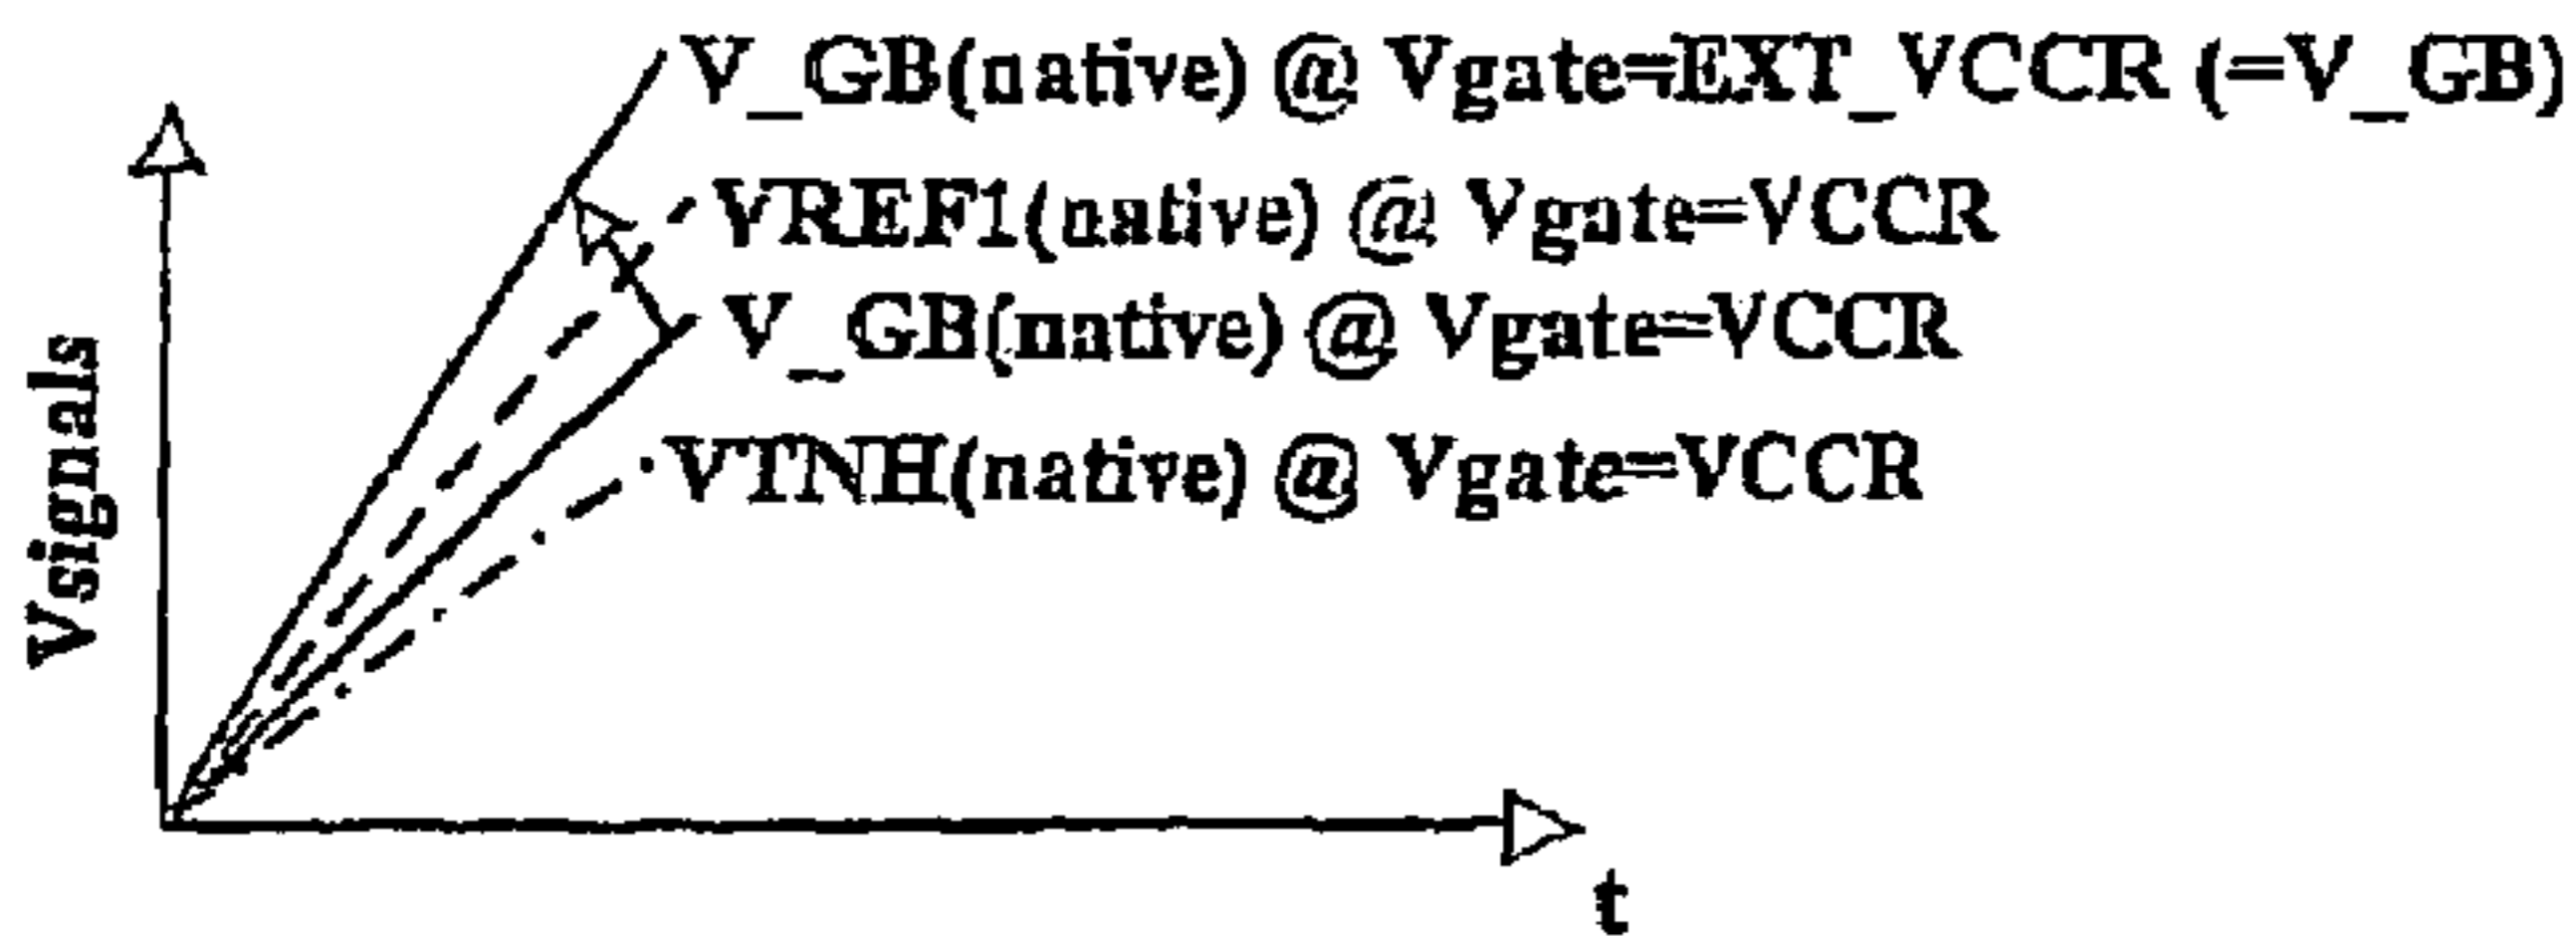 V_GB(native) @ Vgate=EXT_VCCR (=V_GB)
VREF1(native) @ Vgate=VCCR
V_GB(native) @ Vgate=VCCR
VTNH(native) @ Vgate=VCCR
Vsignals
t